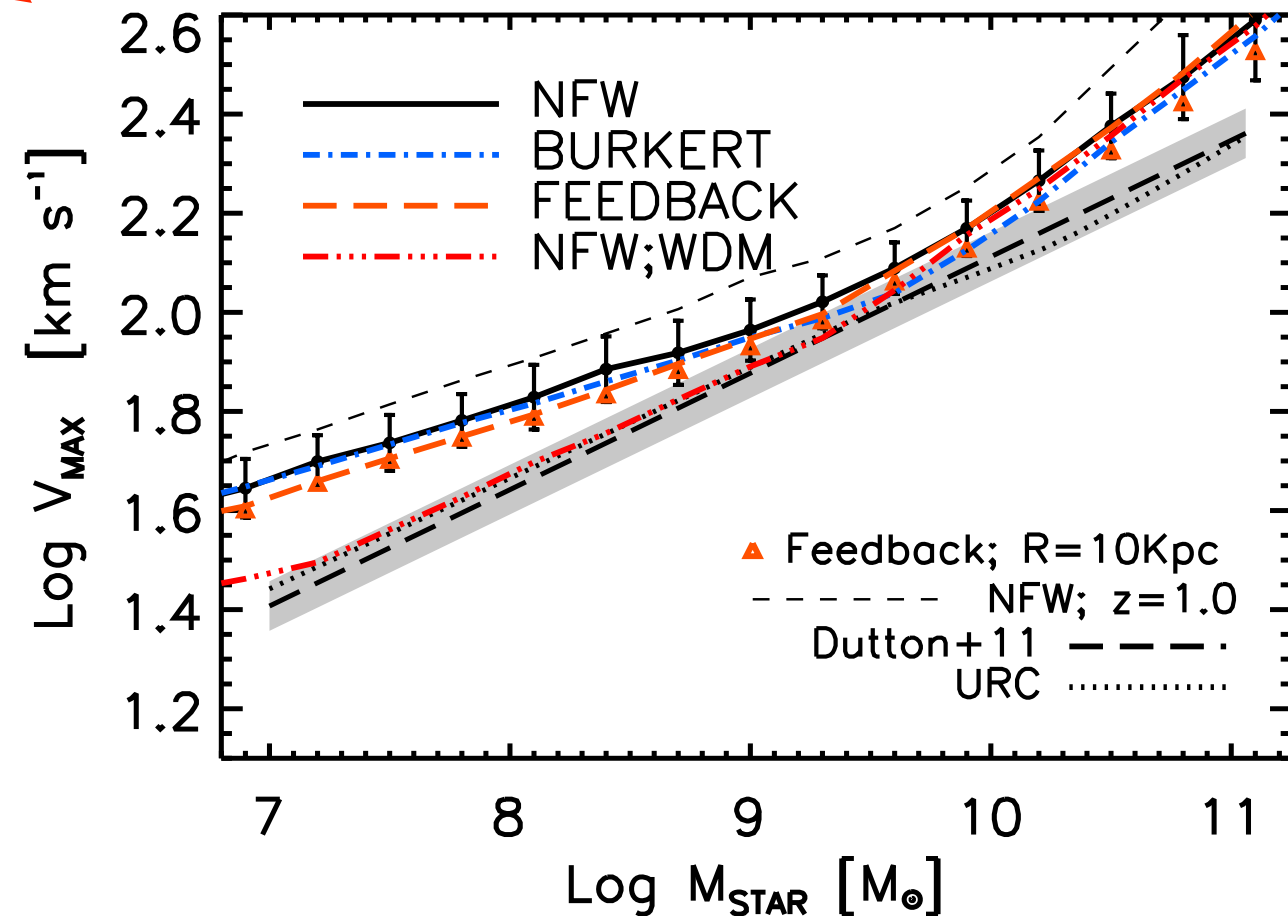 2.6
2.4
2.2
2.0
1.8
1.6
1.4
1.2
Log V_MAX [km s⁻¹]
NFW
BURKERT
FEEDBACK
NFW;WDM
Feedback; R=10Kpc
NFW; z=1.0
Dutton+11
URC
7 8 9 10 11
Log M_STAR [M_⊙]